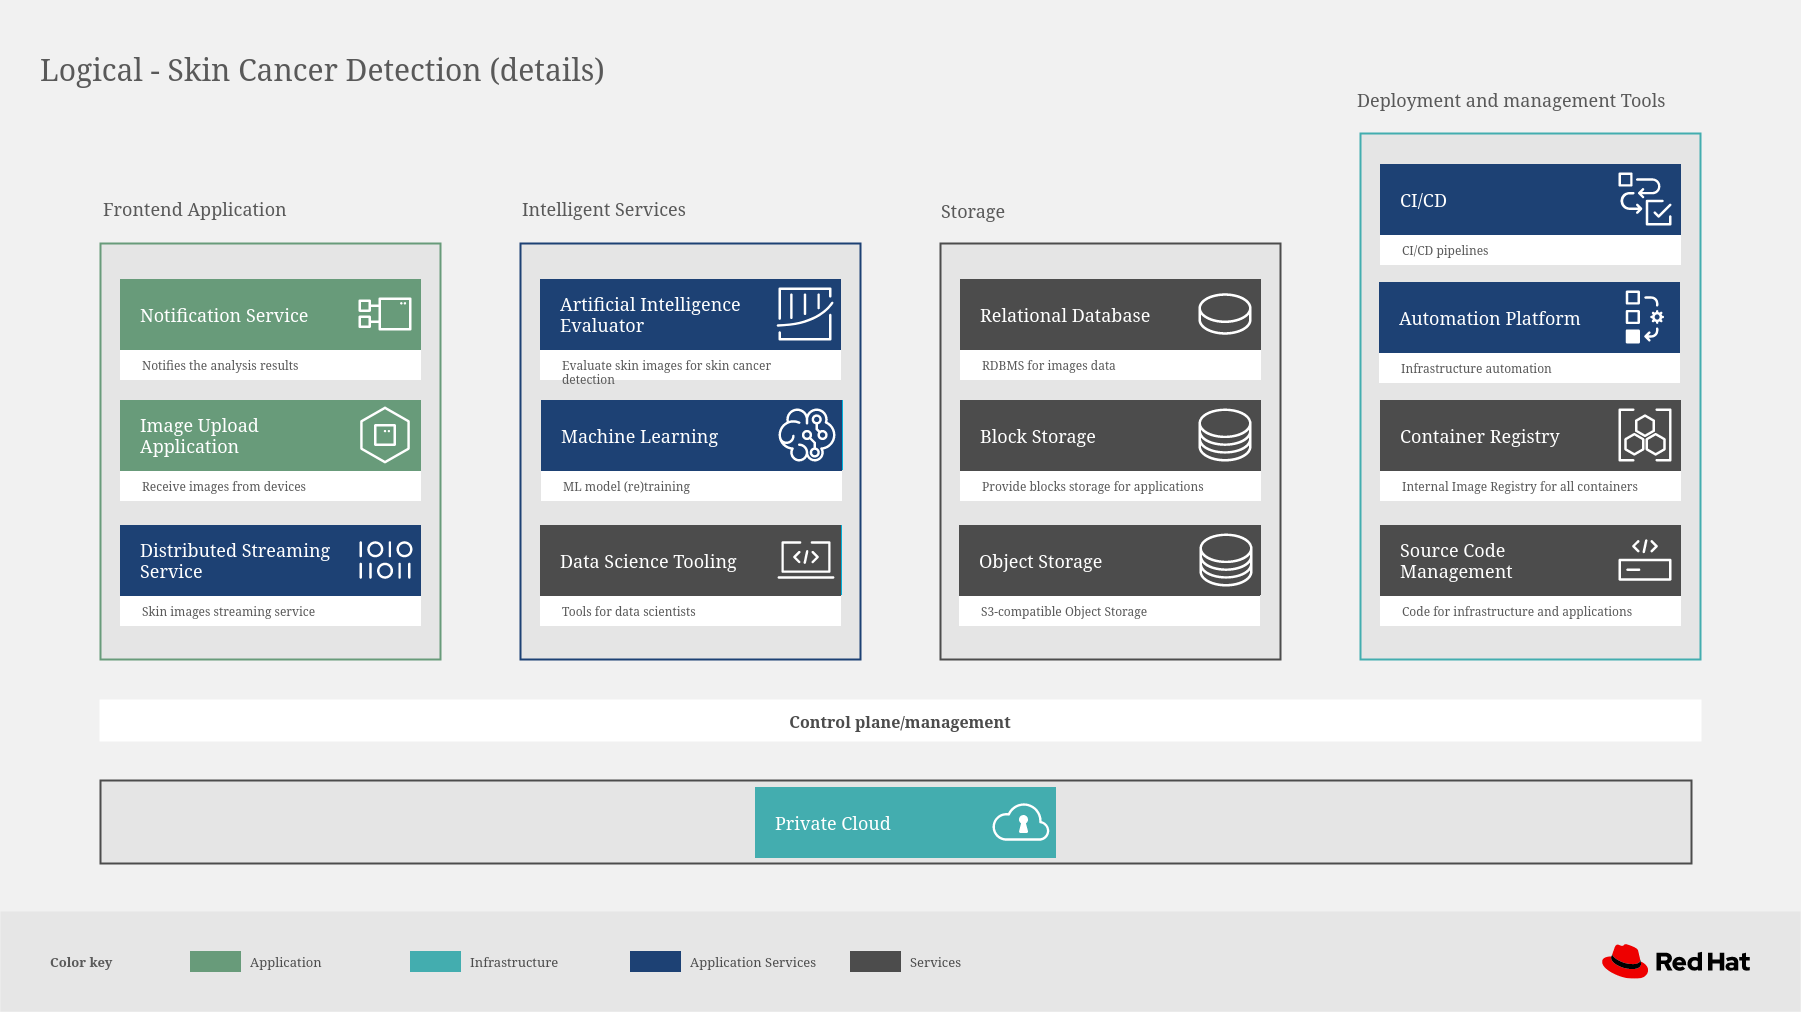 Logical - Skin Cancer Detection (details)
Frontend Application
Notification Service
Notifies the analysis results
Image Upload
Application
Receive images from devices
Distributed Streaming
Service
Skin images streaming service
Intelligent Services
Artificial Intelligence
Evaluator
Evaluate skin images for skin cancer
detection
Machine Learning
ML model (re)training
Data Science Tooling
Tools for data scientists
Storage
Relational Database
RDBMS for images data
Block Storage
Provide blocks storage for applications
Object Storage
S3-compatible Object Storage
Deployment and management Tools
CI/CD
CI/CD pipelines
Automation Platform
Infrastructure automation
Container Registry
Internal Image Registry for all containers
Source Code
Management
Code for infrastructure and applications
Control plane/management
Private Cloud
Color key
Application
Infrastructure
Application Services
Services
Red Hat